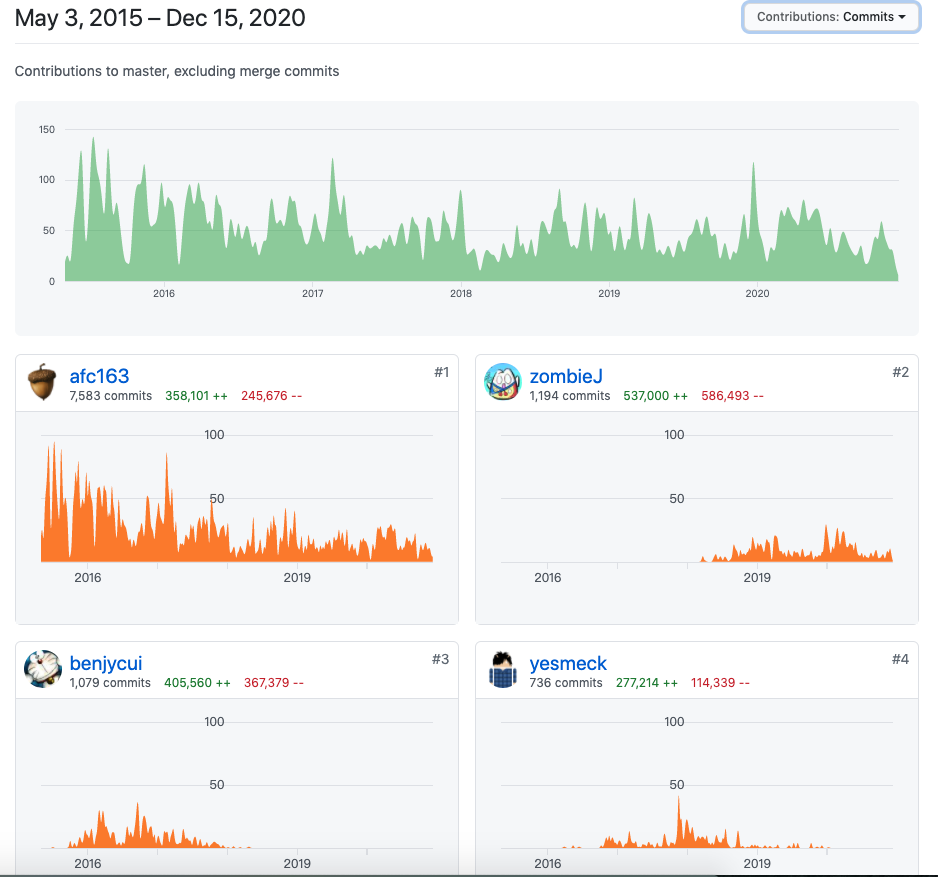 May 3, 2015 – Dec 15, 2020
Contributions: Commits
Contributions to master, excluding merge commits
150
100
50
0
2016 2017 2018 2019 2020
afc163 #1
7,583 commits 358,101 ++ 245,676 --
100
50
2016 2019
zombieJ #2
1,194 commits 537,000 ++ 586,493 --
100
50
2016 2019
benjycui #3
1,079 commits 405,560 ++ 367,379 --
100
50
2016 2019
yesmeck #4
736 commits 277,214 ++ 114,339 --
100
50
2016 2019